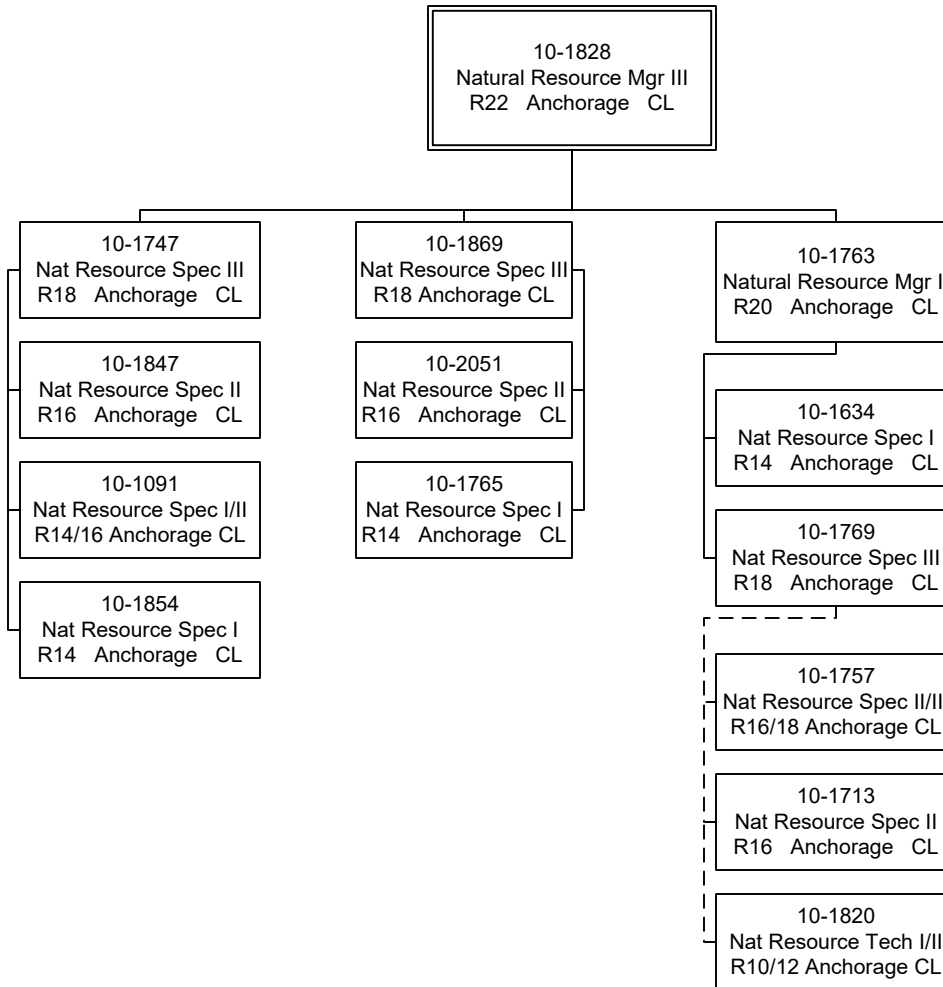 10-1828
Natural Resource Mgr III
R22 Anchorage CL
10-1747
Nat Resource Spec III
R18 Anchorage CL
10-1847
Nat Resource Spec II
R16 Anchorage CL
10-1091
Nat Resource Spec I/II
R14/16 Anchorage CL
10-1854
Nat Resource Spec I
R14 Anchorage CL
10-1869
Nat Resource Spec III
R18 Anchorage CL
10-2051
Nat Resource Spec II
R16 Anchorage CL
10-1765
Nat Resource Spec I
R14 Anchorage CL
10-1763
Natural Resource Mgr I
R20 Anchorage CL
10-1634
Nat Resource Spec I
R14 Anchorage CL
10-1769
Nat Resource Spec III
R18 Anchorage CL
10-1757
Nat Resource Spec II/II
R16/18 Anchorage CL
10-1713
Nat Resource Spec II
R16 Anchorage CL
10-1820
Nat Resource Tech I/II
R10/12 Anchorage CL